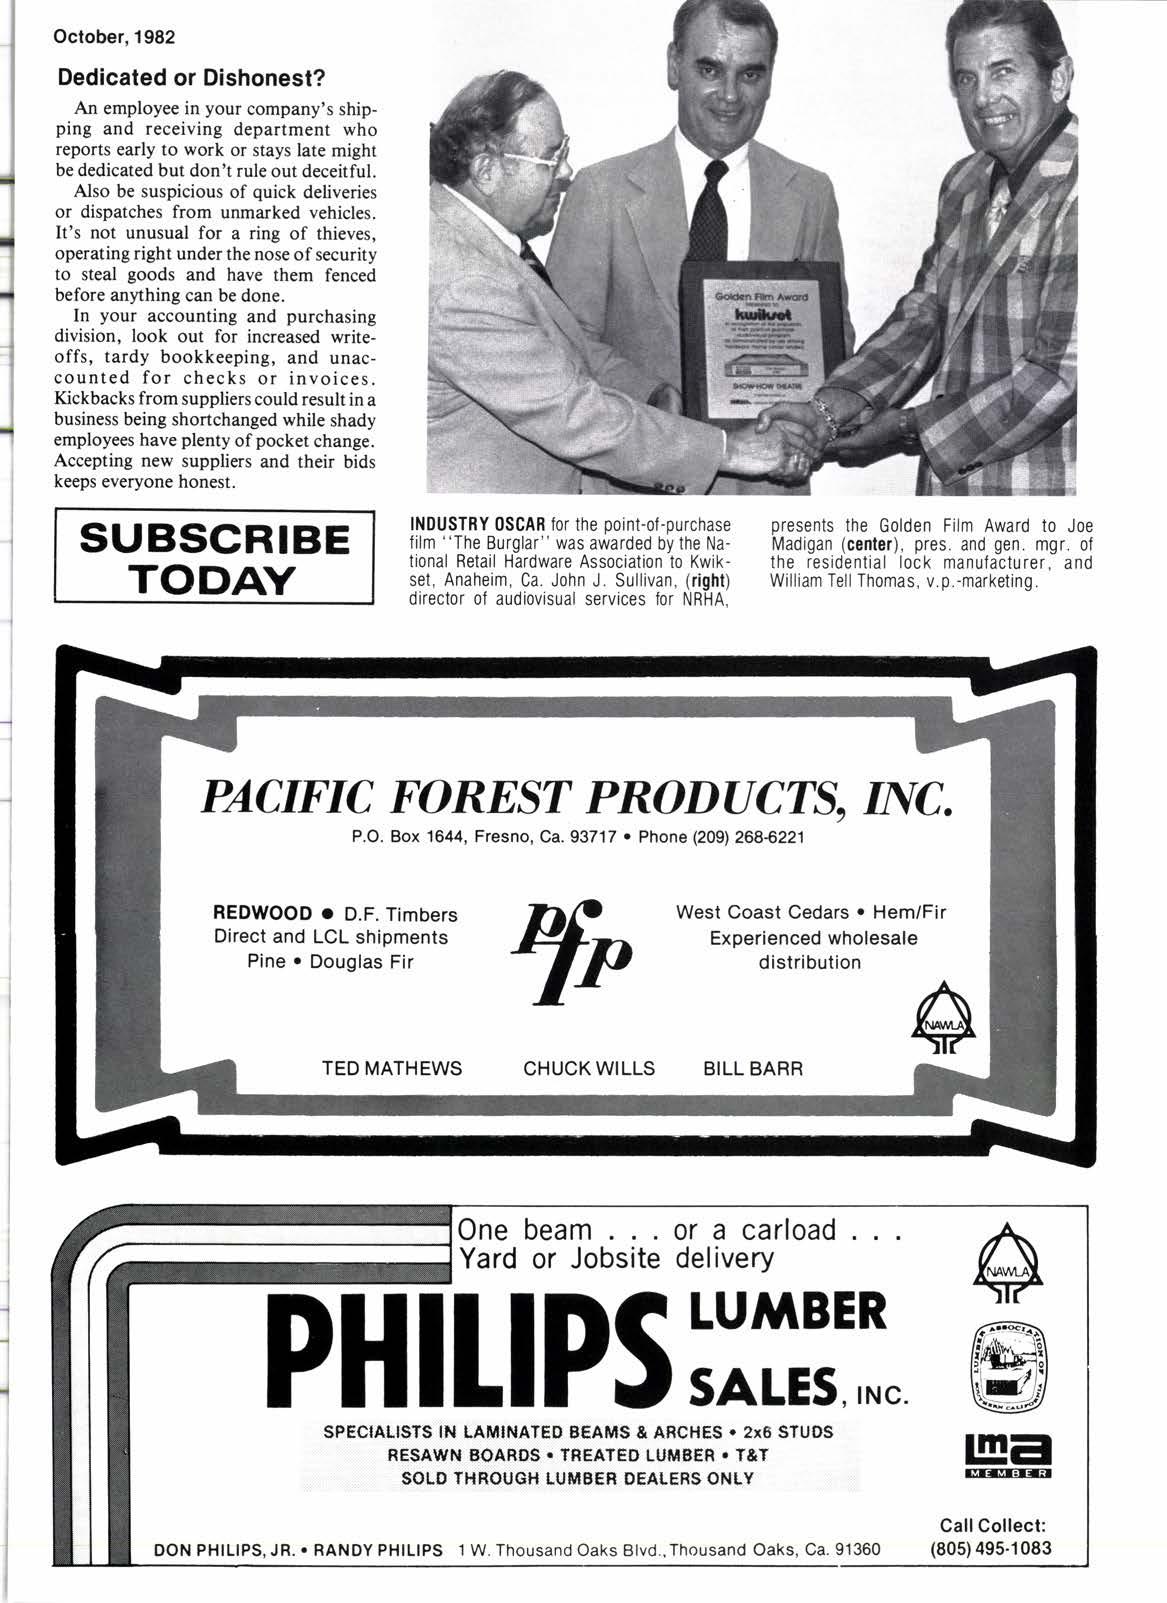 October, 1982
Dedicated or Dishonest?
An employee in your company's ship-
ping and receiving department who
reports early to work or stays late might
be dedicated but don't rule out deceitful.
Also be suspicious of quick deliveries
or dispatches from unmarked vehicles.
It's not unusual for a ring of thieves,
operating right under the nose of security
to steal goods and have them fenced
before anything can be done.
In your accounting and purchasing
division, look out for increased write-
offs, tardy bookkeeping, and unac-
counted for checks or invoices.
Kickbacks from suppliers could result in a
business being shortchanged while shady
employees have plenty of pocket change.
Accepting new suppliers and their bids
keeps everyone honest.
SUBSCRIBE
TODAY
Golden Film Award
PRESENTED TO
kwikset
SHOW-HOW THEATRE
INDUSTRY OSCAR for the point-of-purchase
film "The Burglar" was awarded by the Na-
tional Retail Hardware Association to Kwik-
set, Anaheim, Ca. John J. Sullivan, (right)
director of audiovisual services for NRHA,
presents the Golden Film Award to Joe
Madigan (center), pres. and gen. mgr. of
the residential lock manufacturer, and
William Tell Thomas, v.p.-marketing.
PACIFIC FOREST PRODUCTS, INC.
P.O. Box 1644, Fresno, Ca. 93717 • Phone (209) 268-6221
REDWOOD • D.F. Timbers
Direct and LCL shipments
Pine • Douglas Fir
pfp
West Coast Cedars • Hem/Fir
Experienced wholesale
distribution
NAWLA
TED MATHEWS CHUCK WILLS BILL BARR
One beam . . . or a carload . . .
Yard or Jobsite delivery
PHILIPS LUMBER
SALES, INC.
SPECIALISTS IN LAMINATED BEAMS & ARCHES • 2x6 STUDS
RESAWN BOARDS • TREATED LUMBER • T&T
SOLD THROUGH LUMBER DEALERS ONLY
NAWLA
LUMBER ASSOCIATION OF SOUTHERN CALIFORNIA
lma
MEMBER
DON PHILIPS, JR. • RANDY PHILIPS 1 W. Thousand Oaks Blvd., Thousand Oaks, Ca. 91360
Call Collect:
(805) 495-1083